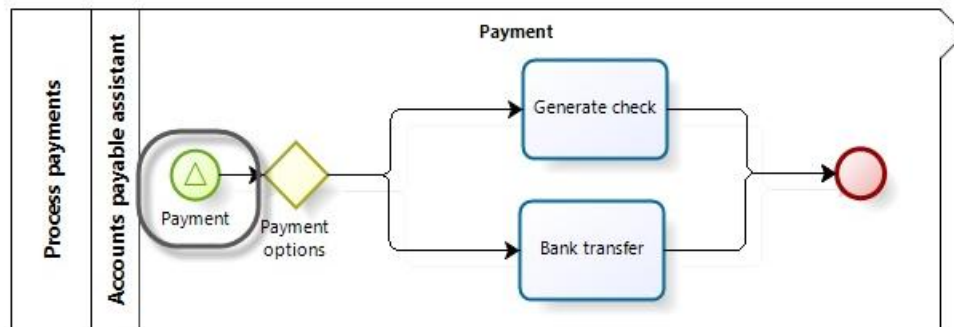 Process payments
Accounts payable assistant
Payment
Payment
Payment
options
Generate check
Bank transfer